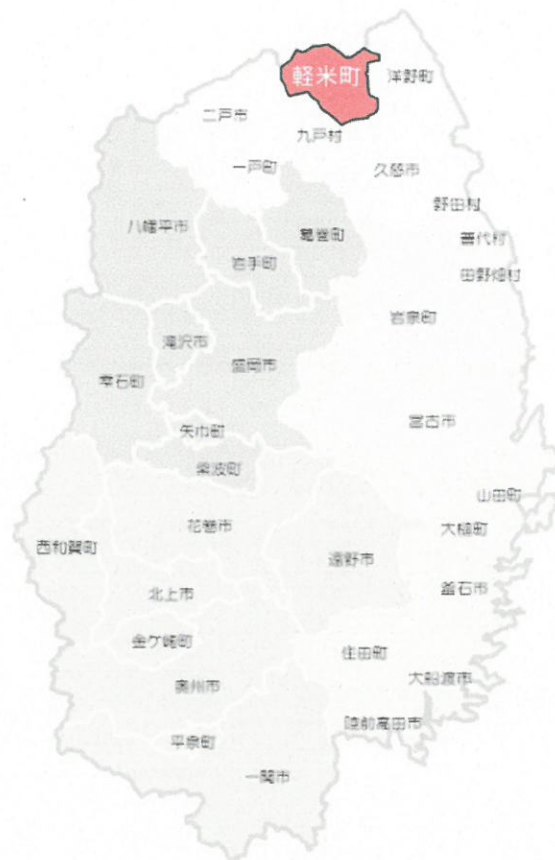 軽米町
洋野町
二戸市
九戸村
一戸町
久慈市
野田村
八幡平市
葛巻町
普代村
岩手町
田野畑村
岩泉町
滝沢市
盛岡市
雫石町
宮古市
矢巾町
紫波町
山田町
花巻市
大槌町
西和賀町
遠野市
釜石市
北上市
金ケ崎町
住田町
大船渡市
奥州市
陸前高田市
平泉町
一関市